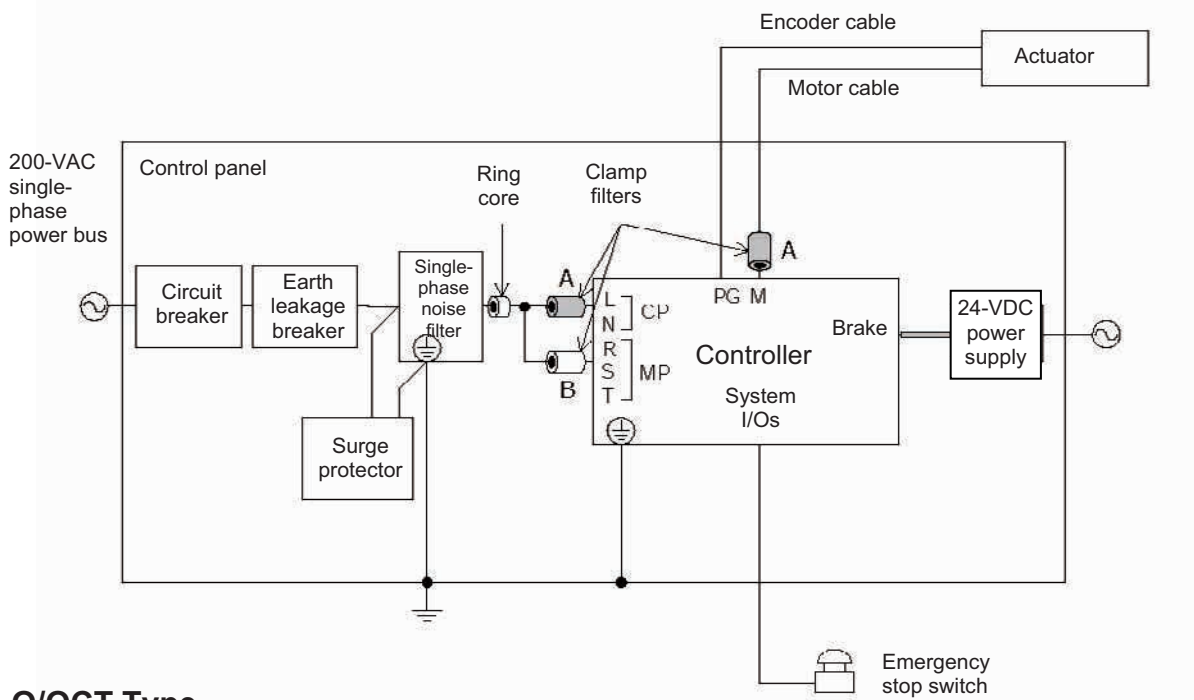 Encoder cable
Actuator
Motor cable
200-VAC
single-
phase
power bus
Control panel
Ring
core
Clamp
filters
A
Circuit
breaker
Earth
leakage
breaker
Single-
phase
noise
filter
A
B
L
N
CP
R
S
T
MP
PG M
Brake
Controller
System
I/Os
24-VDC
power
supply
Surge
protector
Emergency
stop switch